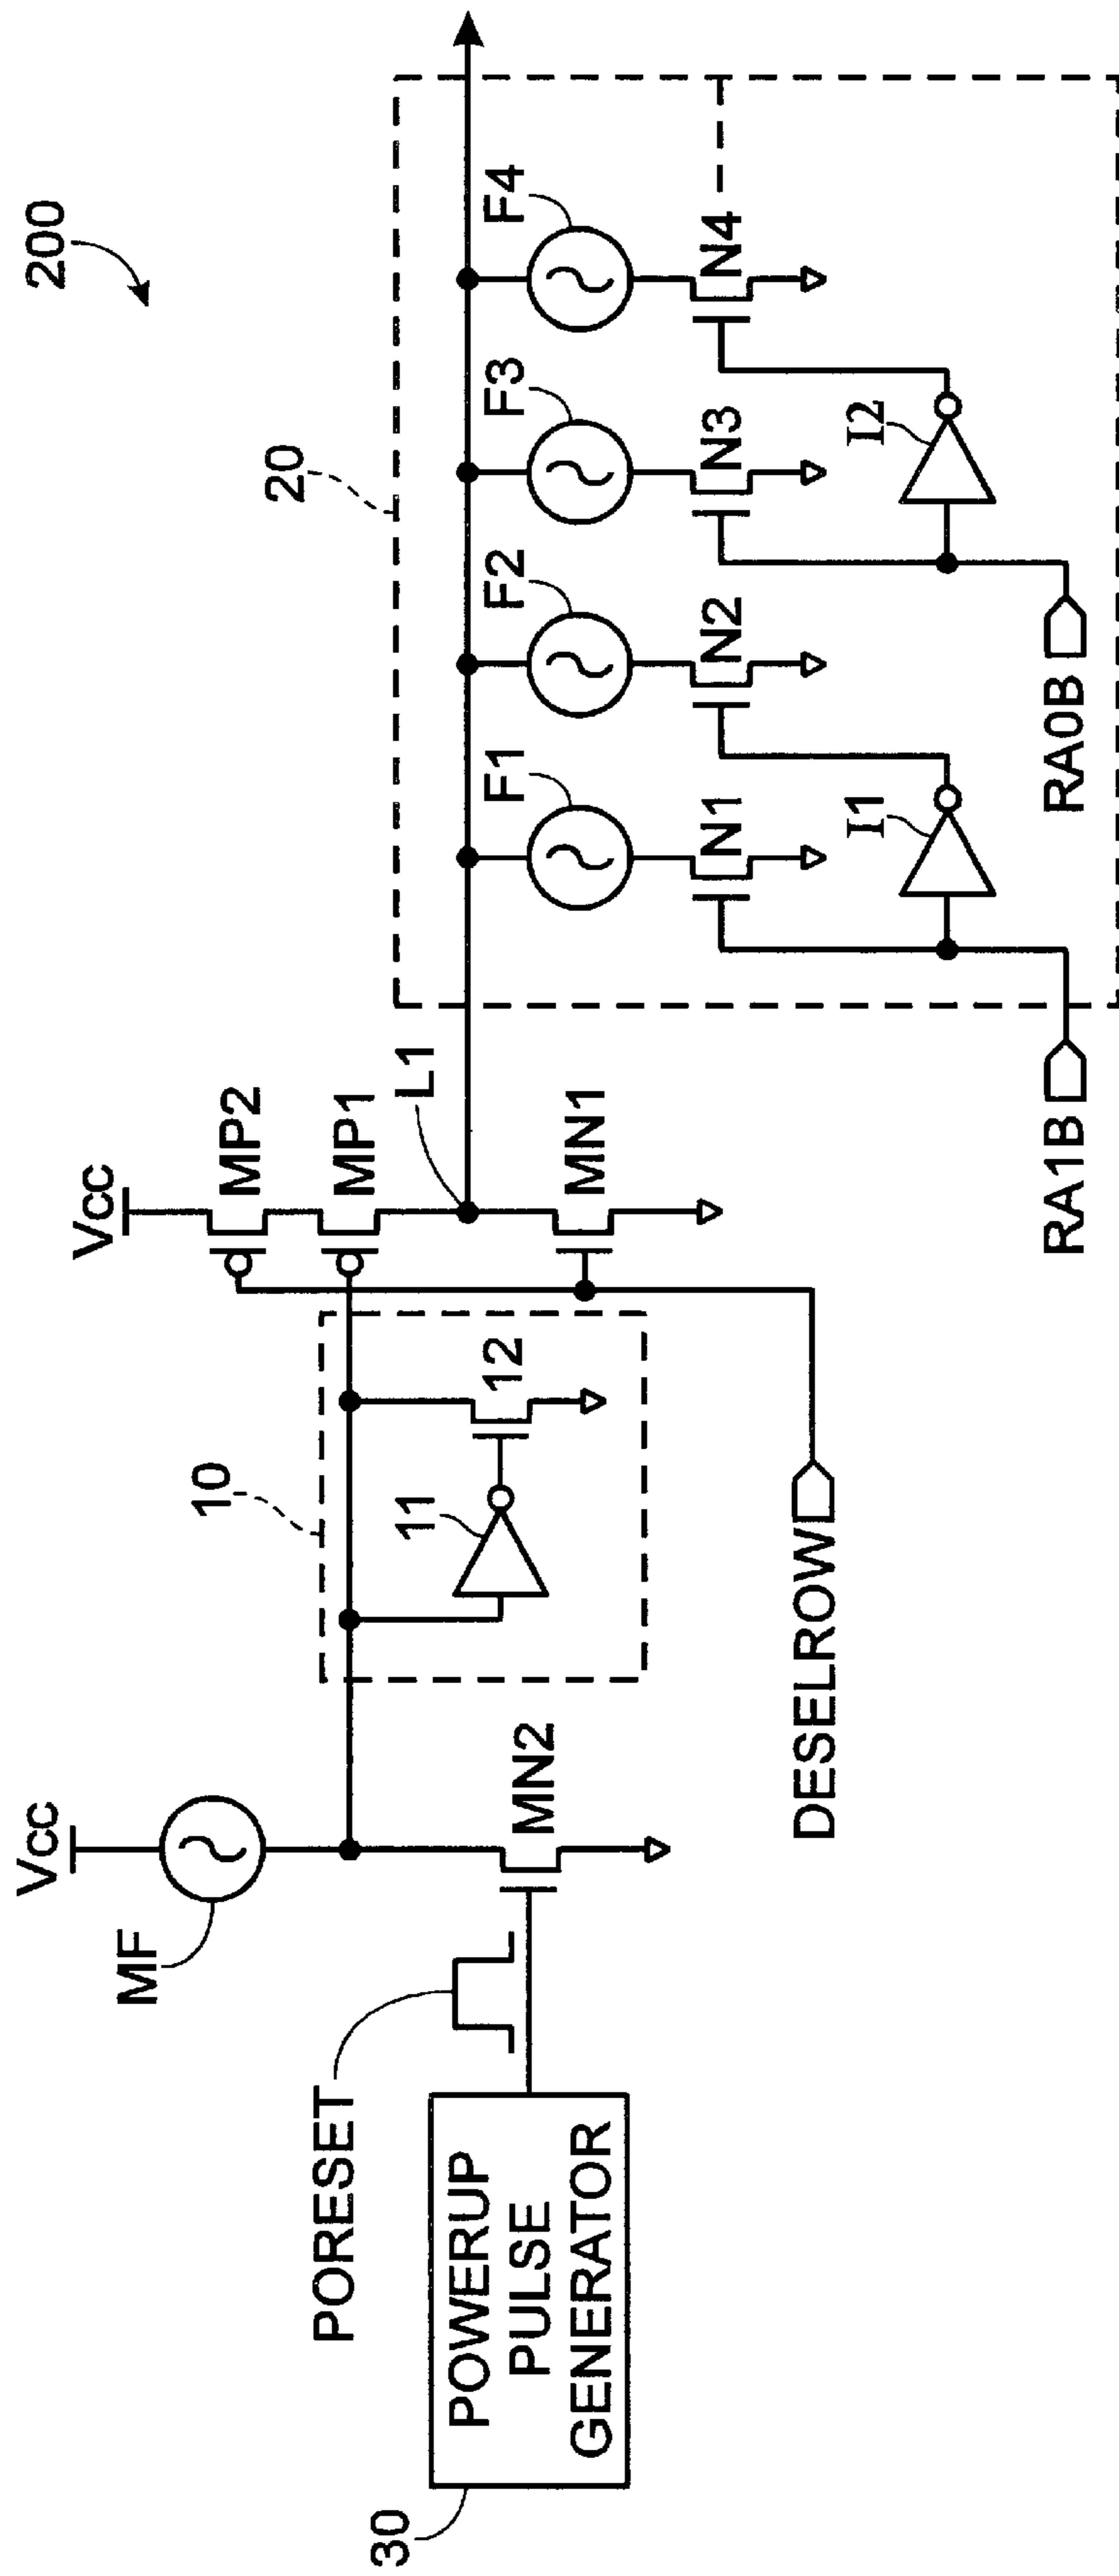 200
Vcc
MF
PORESET
POWERUP
PULSE
GENERATOR
30
MN2
10
11
12
Vcc
MP2
MP1
L1
MN1
DESELROW
20
F1
F2
F3
F4
N1
N2
N3
N4
I1
I2
RA1B
RA0B